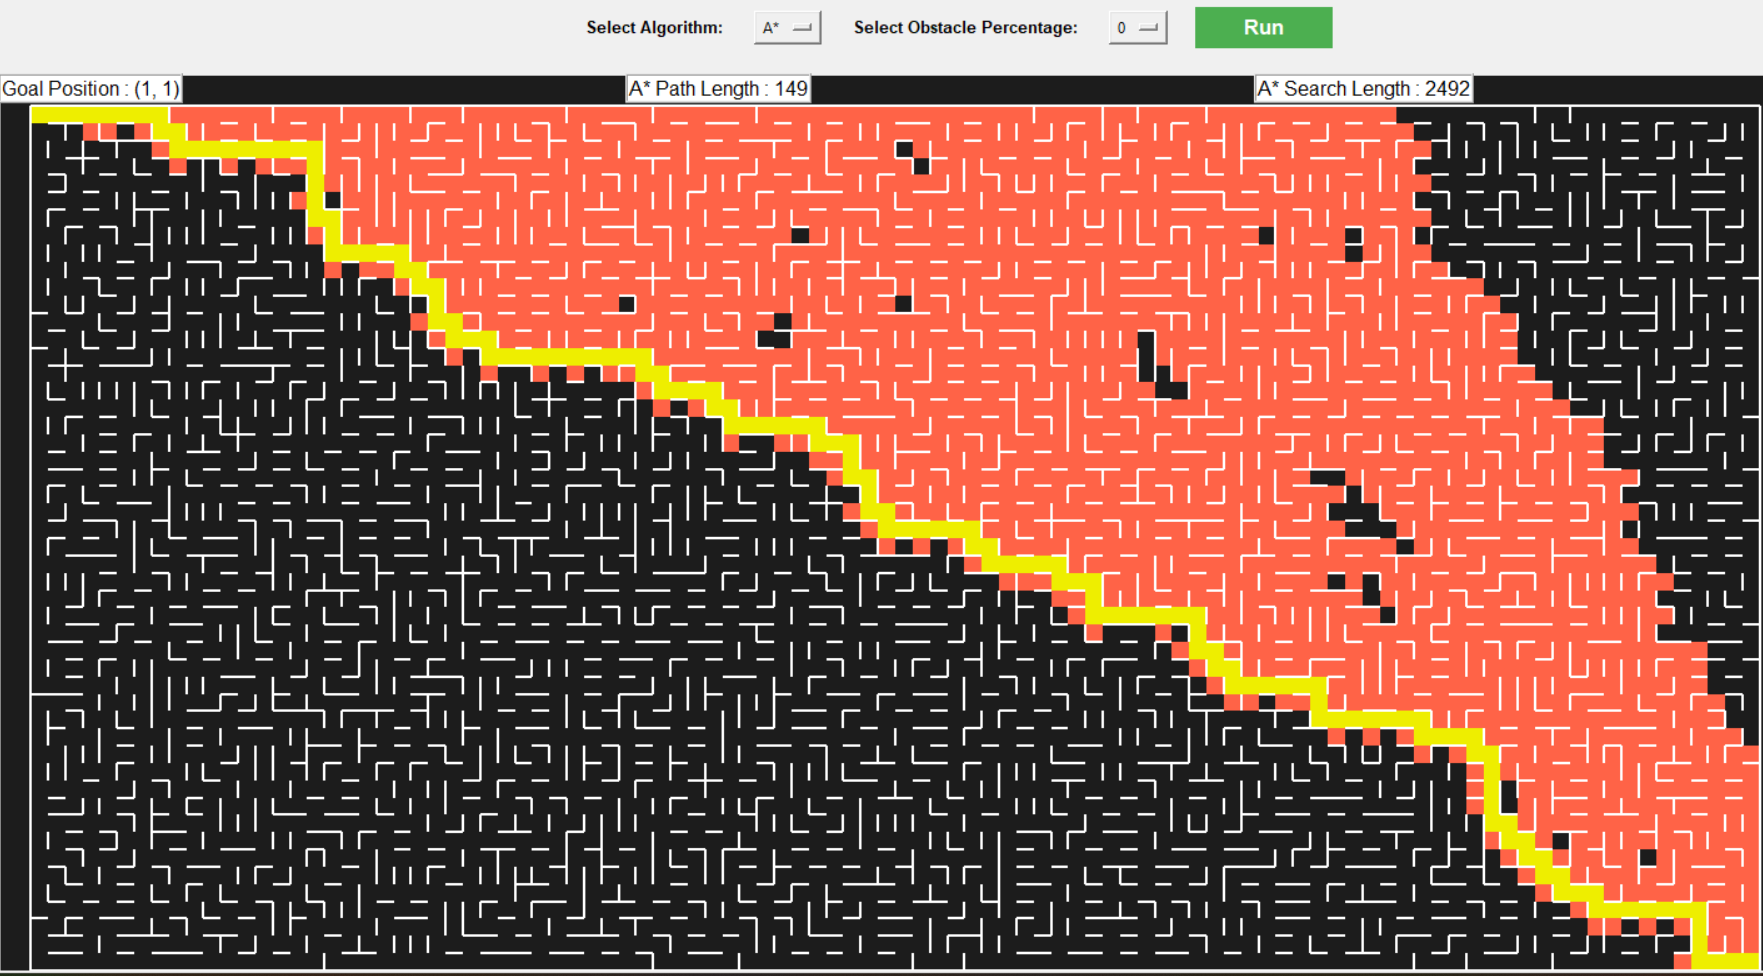 Select Algorithm: A* Select Obstacle Percentage: 0 Run
Goal Position : (1, 1) A* Path Length : 149 A* Search Length : 2492